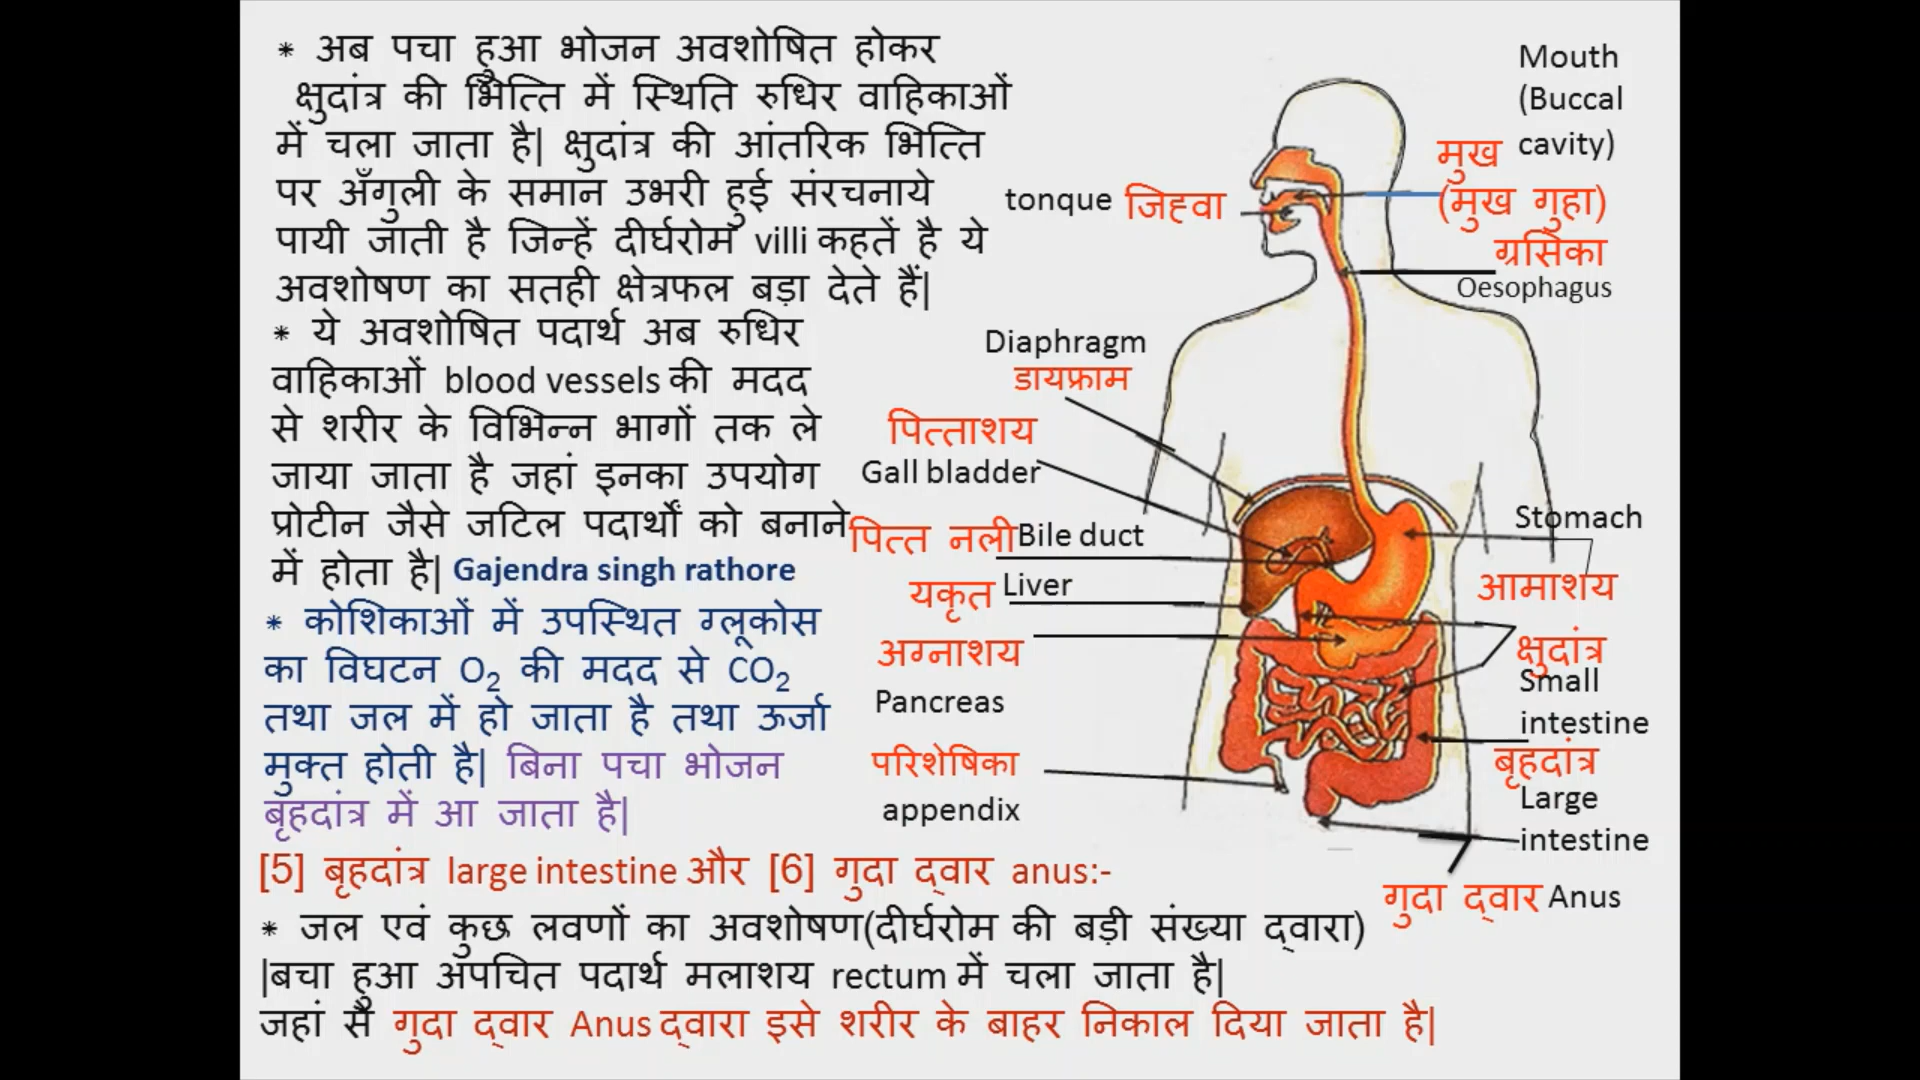 * अब पचा हुआ भोजन अवशोषित होकर
क्षुदांत्र की भित्ति में स्थिति रुधिर वाहिकाओं
में चला जाता है| क्षुदांत्र की आंतरिक भित्ति
पर अँगुली के समान उभरी हुई संरचनाये
पायी जाती है जिन्हें दीर्घरोम villi कहतें है ये
अवशोषण का सतही क्षेत्रफल बड़ा देते हैं|
* ये अवशोषित पदार्थ अब रुधिर
वाहिकाओं blood vessels की मदद
से शरीर के विभिन्न भागों तक ले
जाया जाता है जहां इनका उपयोग
प्रोटीन जैसे जटिल पदार्थों को बनाने
में होता है| Gajendra singh rathore
* कोशिकाओं में उपस्थित ग्लूकोस
का विघटन O₂ की मदद से CO₂
तथा जल में हो जाता है तथा ऊर्जा
मुक्त होती है| बिना पचा भोजन
बृहदांत्र में आ जाता है|
Mouth
(Buccal
cavity)
मुख
(मुख गुहा)
tonque जिह्वा
ग्रसिका
Oesophagus
Diaphragm
डायफ्राम
पित्ताशय
Gall bladder
पित्त नली Bile duct
यकृत Liver
अग्नाशय
Pancreas
परिशेषिका
appendix
Stomach
आमाशय
क्षुदांत्र
Small
intestine
बृहदांत्र
Large
intestine
गुदा द्वार Anus
[5] बृहदांत्र large intestine और [6] गुदा द्वार anus:-
* जल एवं कुछ लवणों का अवशोषण(दीर्घरोम की बड़ी संख्या द्वारा)
|बचा हुआ अपचित पदार्थ मलाशय rectum में चला जाता है|
जहां से गुदा द्वार Anus द्वारा इसे शरीर के बाहर निकाल दिया जाता है|